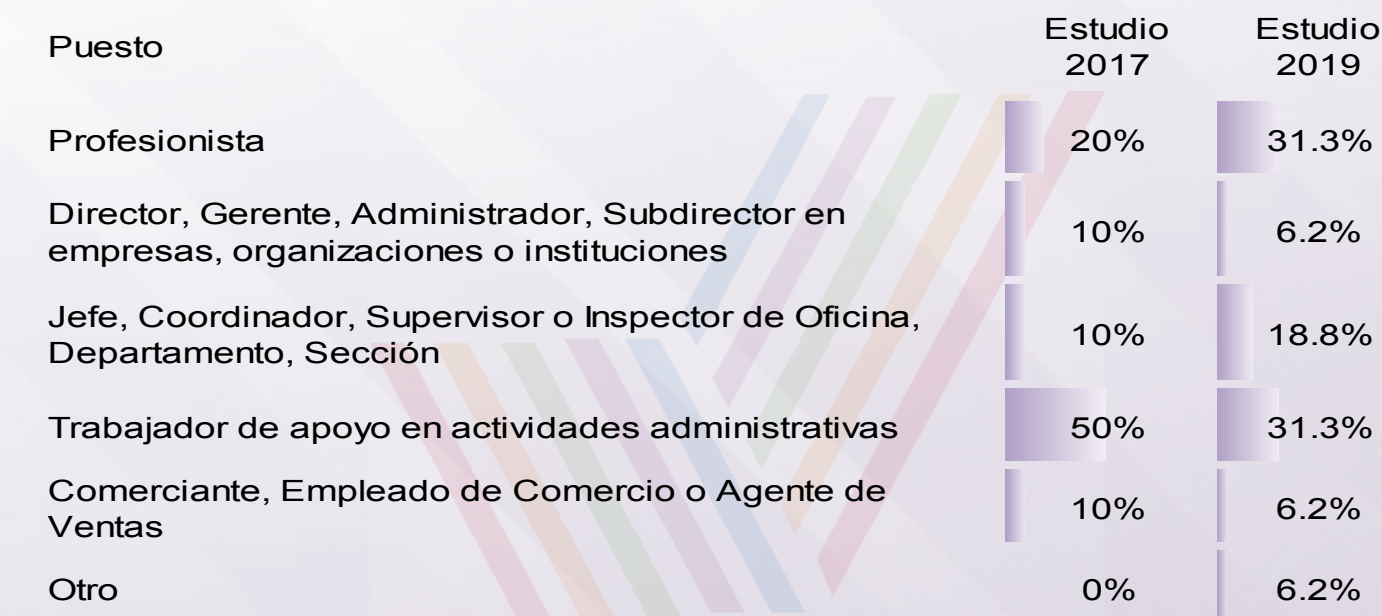 Puesto
Estudio 2017
Estudio 2019
Profesionista 20% 31.3%
Director, Gerente, Administrador, Subdirector en
empresas, organizaciones o instituciones 10% 6.2%
Jefe, Coordinador, Supervisor o Inspector de Oficina,
Departamento, Sección 10% 18.8%
Trabajador de apoyo en actividades administrativas 50% 31.3%
Comerciante, Empleado de Comercio o Agente de
Ventas 10% 6.2%
Otro 0% 6.2%